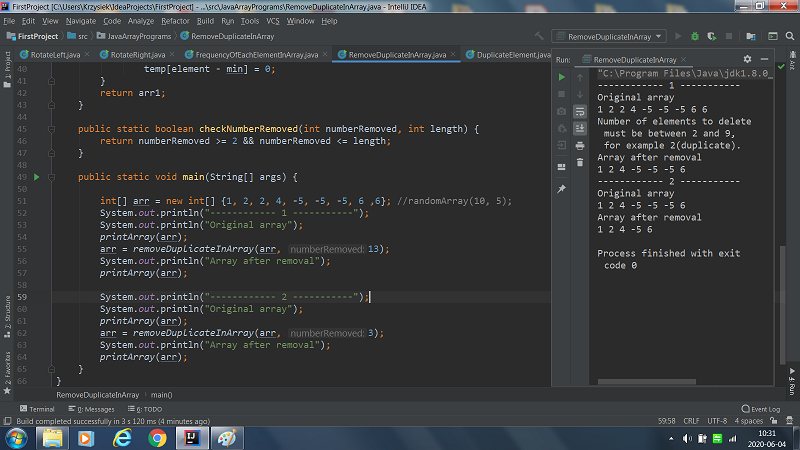 FirstProject [C:\Users\Krzysiek\IdeaProjects\FirstProject] - ...\src\JavaArrayPrograms\RemoveDuplicateInArray.java - IntelliJ IDEA
File Edit View Navigate Code Analyze Refactor Build Run Tools VCS Window Help
FirstProject src JavaArrayPrograms RemoveDuplicateInArray RemoveDuplicateInArray
RotateLeft.java RotateRight.java FrequencyOfEachElementInArray.java RemoveDuplicateInArray.java DuplicateElement.java
Run: RemoveDuplicateInArray
1: Project
Ant
40 temp[element - min] = 0;
41 }
42 return arr1;
43 }
44
45 public static boolean checkNumberRemoved(int numberRemoved, int length) {
46 return numberRemoved >= 2 && numberRemoved <= length;
47 }
48
49 public static void main(String[] args) {
50
51 int[] arr = new int[] {1, 2, 2, 4, -5, -5, -5, 6 ,6}; //randomArray(10, 5);
52 System.out.println("------------ 1 -----------");
53 System.out.println("Original array");
54 printArray(arr);
55 arr = removeDuplicateInArray(arr, numberRemoved: 13);
56 System.out.println("Array after removal");
57 printArray(arr);
58
59 System.out.println("------------ 2 -----------");
60 System.out.println("Original array");
61 printArray(arr);
62 arr = removeDuplicateInArray(arr, numberRemoved: 3);
63 System.out.println("Array after removal");
64 printArray(arr);
65 }
66 }
"C:\Program Files\Java\jdk1.8.0_
------------ 1 -----------
Original array
1 2 2 4 -5 -5 -5 6 6
Number of elements to delete
must be between 2 and 9,
for example 2(duplicate).
Array after removal
1 2 4 -5 -5 -5 6
------------ 2 -----------
Original array
1 2 4 -5 -5 -5 6
Array after removal
1 2 4 -5 6
Process finished with exit
code 0
7: Structure
2: Favorites
4: Run
RemoveDuplicateInArray main()
Terminal 0: Messages 6: TODO Event Log
Build completed successfully in 3 s 120 ms (4 minutes ago) 59:58 CRLF UTF-8 4 spaces
10:31
2020-06-04